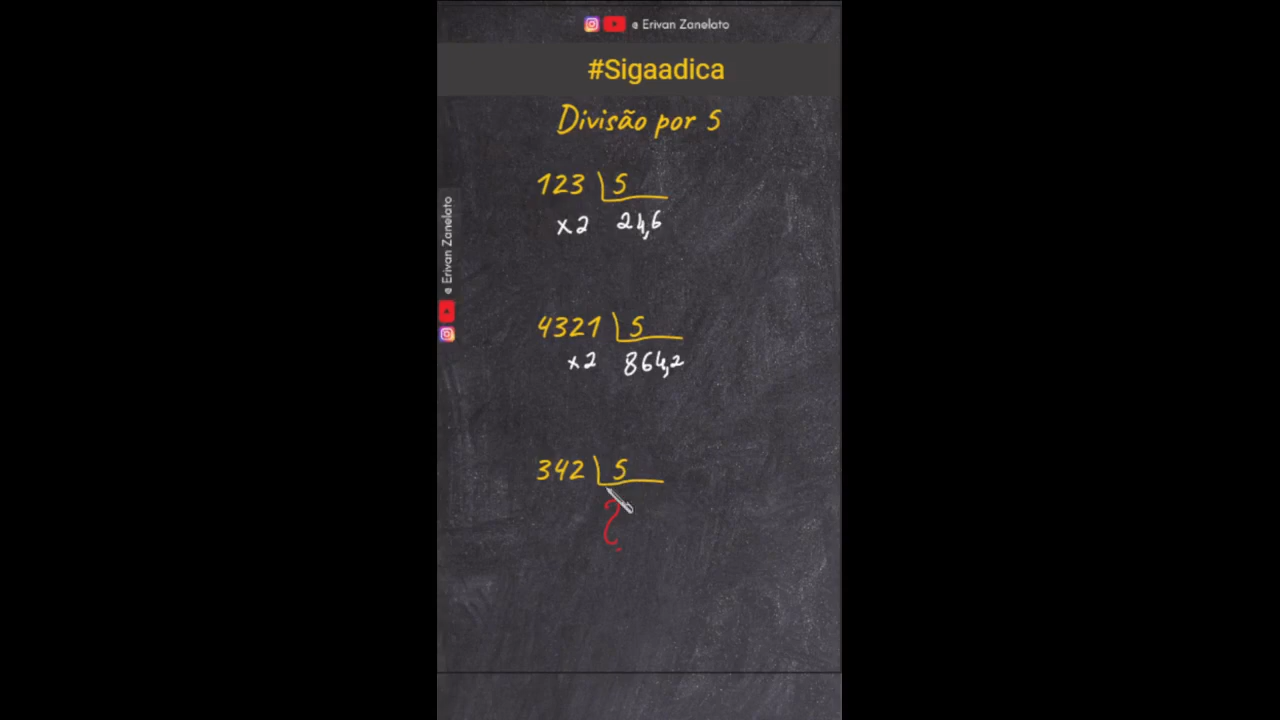 @ Erivan Zanelato
#Sigaadica
Divisão por 5
123 5
x2 24,6
@ Erivan Zanelato
4321 5
x2 864,2
342 5
?